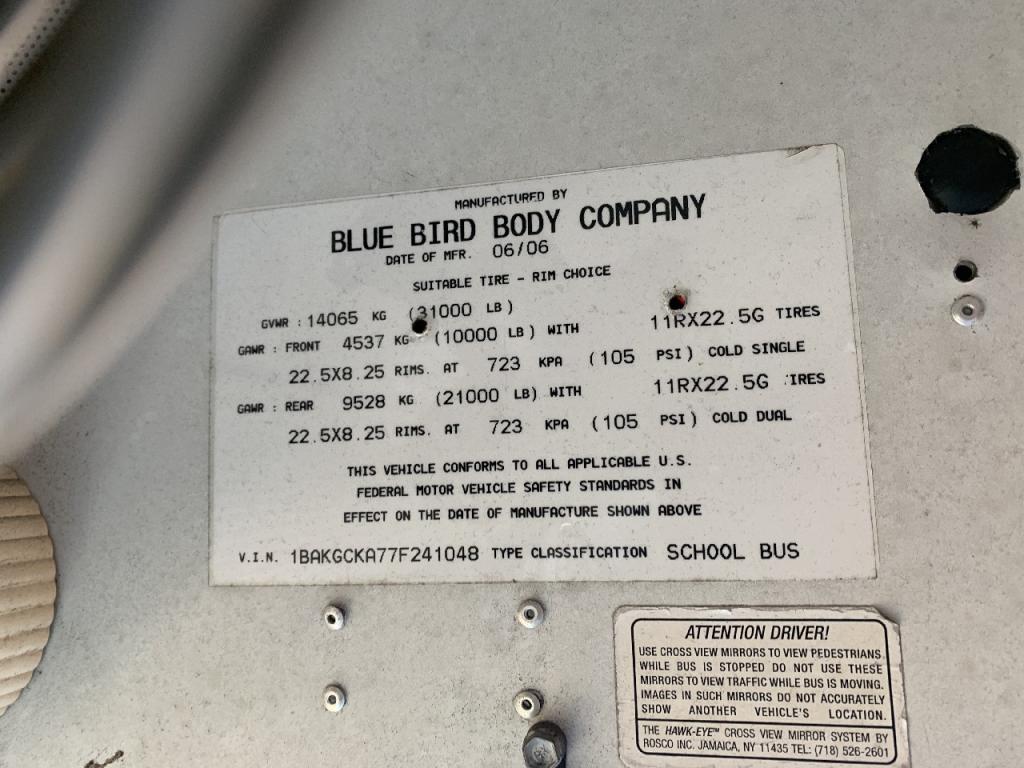 MANUFACTURED BY
BLUE BIRD BODY COMPANY
DATE OF MFR. 06/06
SUITABLE TIRE - RIM CHOICE
GVWR : 14065 KG (31000 LB)
GAWR : FRONT 4537 KG (10000 LB) WITH 11RX22.5G TIRES
22.5X8.25 RIMS. AT 723 KPA (105 PSI) COLD SINGLE
GAWR : REAR 9528 KG (21000 LB) WITH 11RX22.5G TIRES
22.5X8.25 RIMS. AT 723 KPA (105 PSI) COLD DUAL
THIS VEHICLE CONFORMS TO ALL APPLICABLE U.S.
FEDERAL MOTOR VEHICLE SAFETY STANDARDS IN
EFFECT ON THE DATE OF MANUFACTURE SHOWN ABOVE
V.I.N. 1BAKGCKA77F241048 TYPE CLASSIFICATION SCHOOL BUS
ATTENTION DRIVER!
USE CROSS VIEW MIRRORS TO VIEW PEDESTRIANS
WHILE BUS IS STOPPED DO NOT USE THESE
MIRRORS TO VIEW TRAFFIC WHILE BUS IS MOVING.
IMAGES IN SUCH MIRRORS DO NOT ACCURATELY
SHOW ANOTHER VEHICLE'S LOCATION.
THE HAWK-EYE™ CROSS VIEW MIRROR SYSTEM BY
ROSCO INC. JAMAICA, NY 11435 TEL: (718) 526-2601